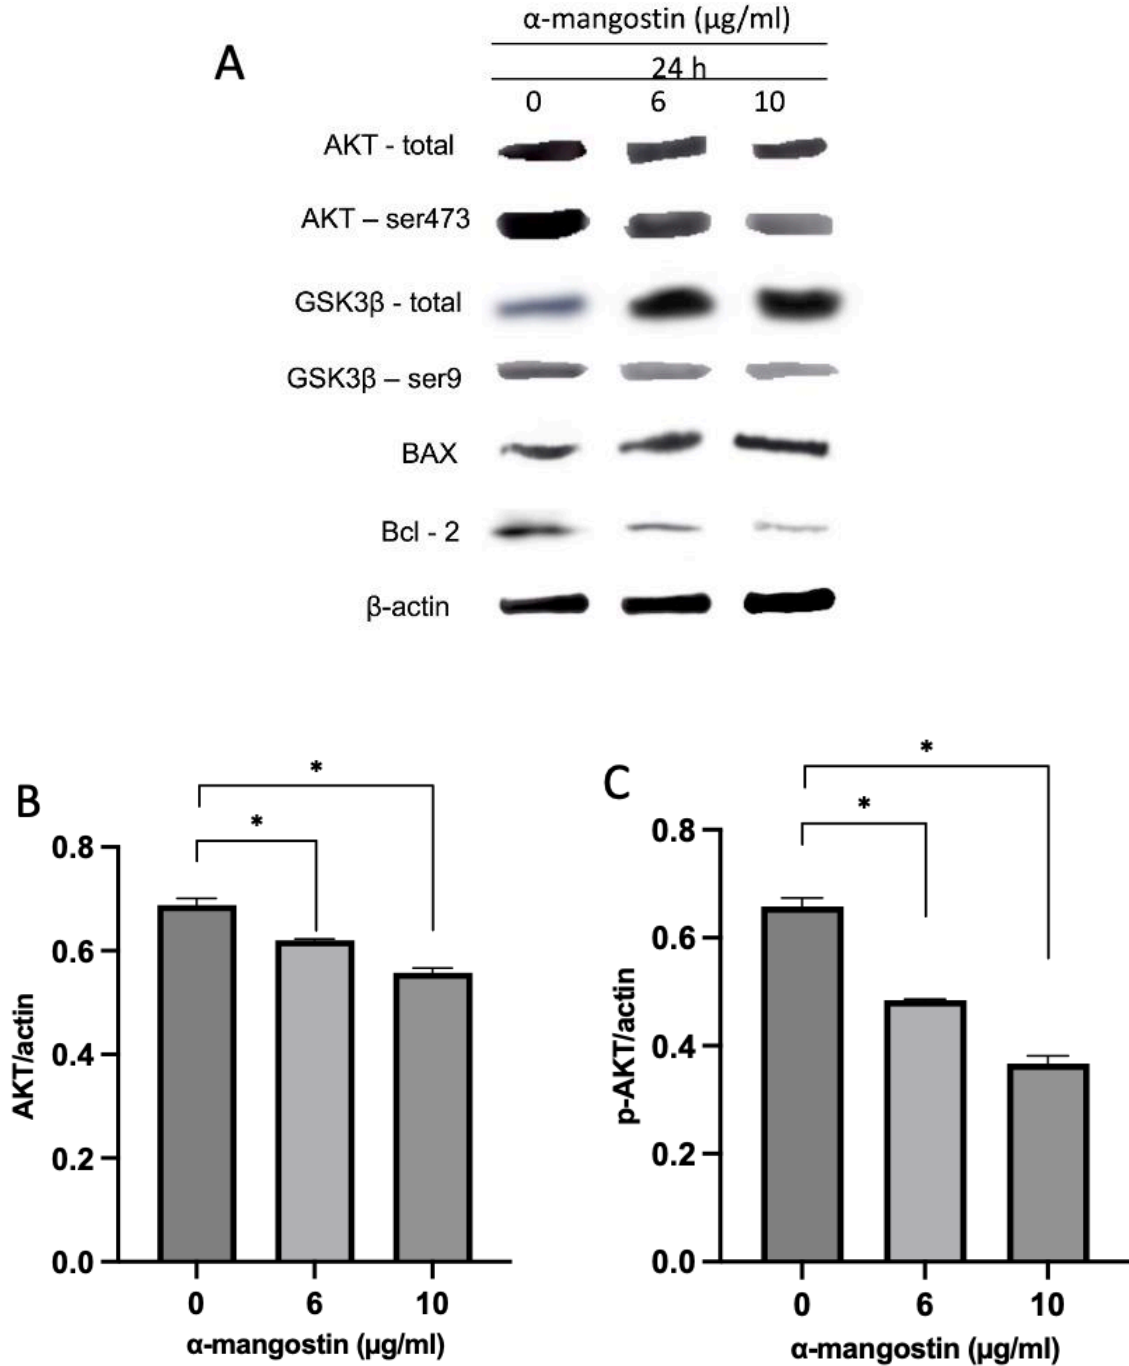 α-mangostin (µg/ml)
A
24 h
0 6 10
AKT - total
AKT – ser473
GSK3β - total
GSK3β – ser9
BAX
Bcl - 2
β-actin
B
*
*
0.8
0.6
0.4
0.2
0.0
AKT/actin
0 6 10
α-mangostin (µg/ml)
C
*
*
0.8
0.6
0.4
0.2
0.0
p-AKT/actin
0 6 10
α-mangostin (µg/ml)